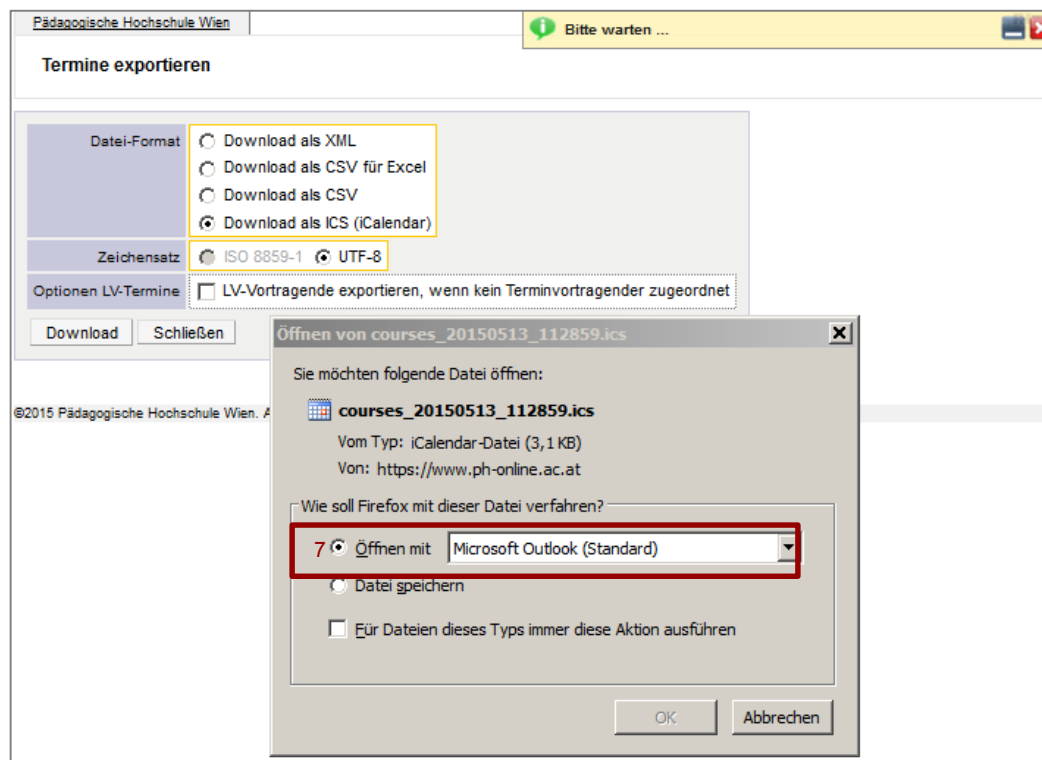 Pädagogische Hochschule Wien
Bitte warten ...
Termine exportieren
Datei-Format
Download als XML
Download als CSV für Excel
Download als CSV
Download als ICS (iCalendar)
Zeichensatz ISO 8859-1 UTF-8
Optionen LV-Termine LV-Vortragende exportieren, wenn kein Terminvortragender zugeordnet
Download Schließen
©2015 Pädagogische Hochschule Wien. A
Öffnen von courses_20150513_112859.ics
Sie möchten folgende Datei öffnen:
courses_20150513_112859.ics
Vom Typ: iCalendar-Datei (3,1 KB)
Von: https://www.ph-online.ac.at
Wie soll Firefox mit dieser Datei verfahren?
7 Öffnen mit Microsoft Outlook (Standard)
Datei speichern
Für Dateien dieses Typs immer diese Aktion ausführen
OK Abbrechen